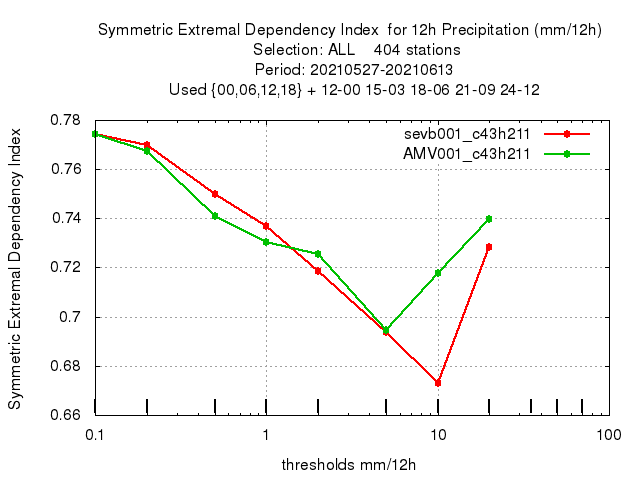 Symmetric Extremal Dependency Index  for 12h Precipitation (mm/12h)
Selection: ALL    404 stations
Period: 20210527-20210613
Used {00,06,12,18} + 12-00 15-03 18-06 21-09 24-12
sevb001_c43h211
AMV001_c43h211
Symmetric Extremal Dependency Index
0.78
0.76
0.74
0.72
0.7
0.68
0.66
0.1
1
10
100
thresholds mm/12h